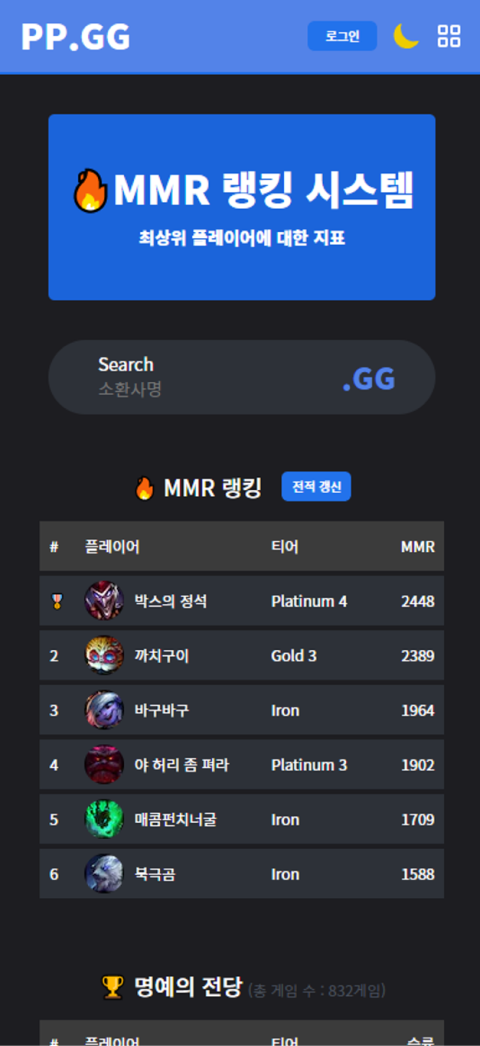 PP.GG
로그인
MMR 랭킹 시스템
최상위 플레이어에 대한 지표
Search
소환사명
.GG
MMR 랭킹
전적 갱신
# 플레이어 티어 MMR
박스의 정석 Platinum 4 2448
2 까치구이 Gold 3 2389
3 바구바구 Iron 1964
4 야 허리 좀 펴라 Platinum 3 1902
5 매콤펀치너굴 Iron 1709
6 북극곰 Iron 1588
명예의 전당 (총 게임 수 : 832게임)
# 플레이어 티어 승률